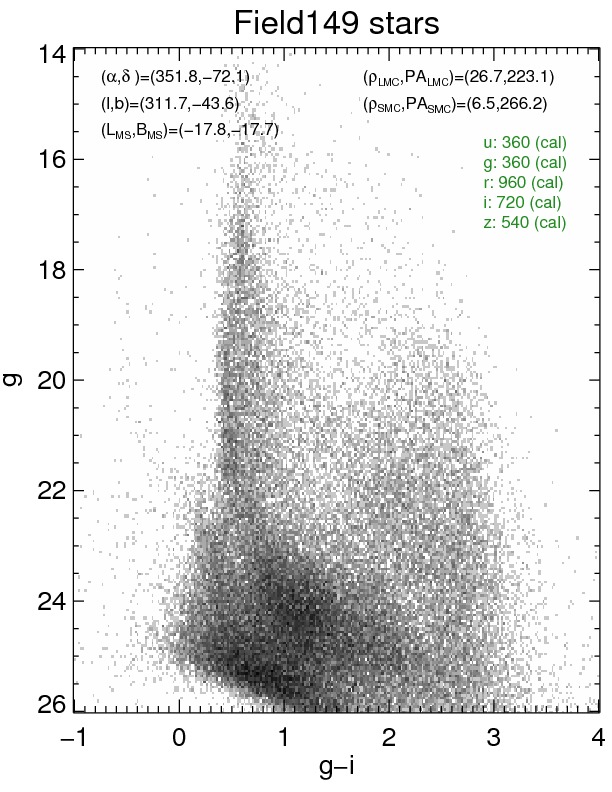 Field149 stars
(α,δ )=(351.8,−72.1)
(ρLMC,PALMC)=(26.7,223.1)
(l,b)=(311.7,−43.6)
(ρSMC,PASMC)=(6.5,266.2)
(LMS,BMS)=(−17.8,−17.7)
u: 360 (cal)
g: 360 (cal)
r: 960 (cal)
i: 720 (cal)
z: 540 (cal)
14
16
18
20
22
24
26
g
−1 0 1 2 3 4
g−i